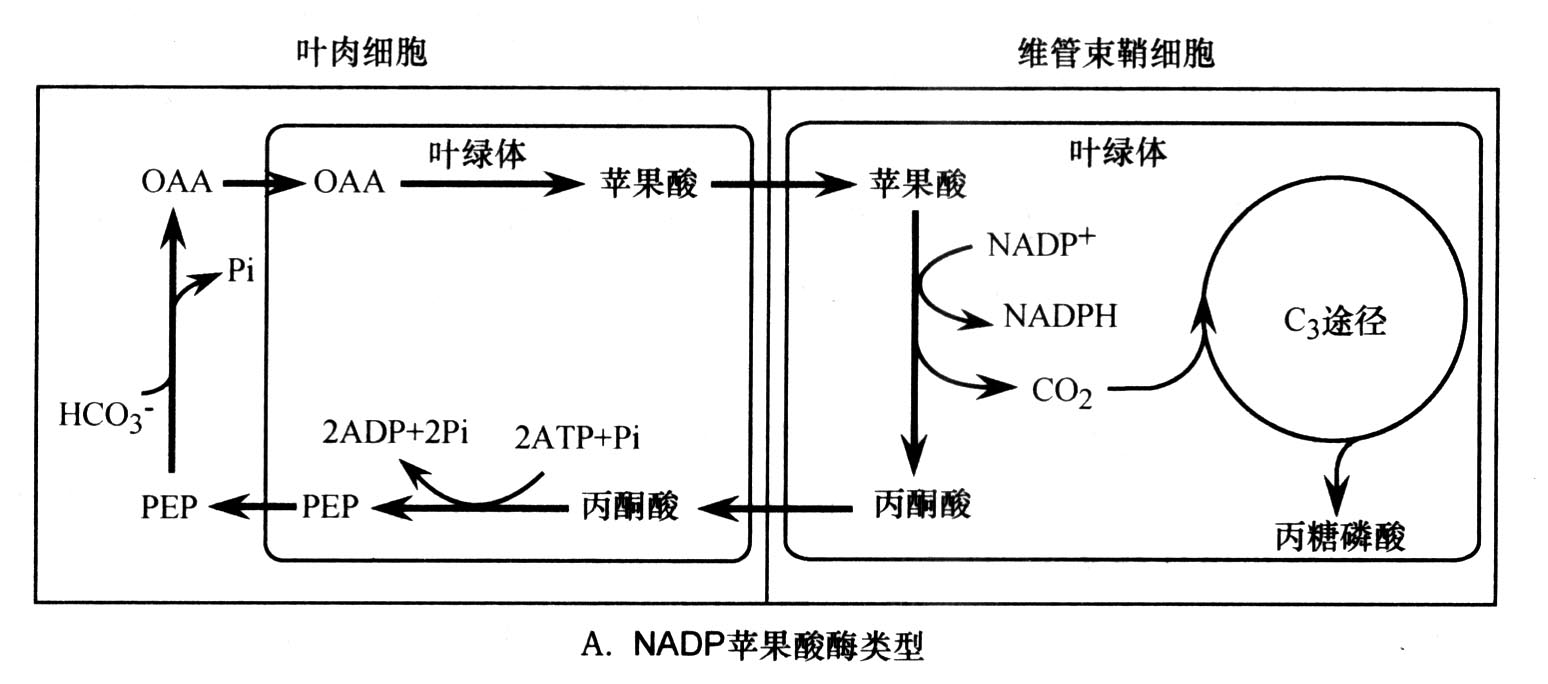 叶肉细胞
维管束鞘细胞
叶绿体
OAA
OAA
苹果酸
Pi
HCO₃⁻
2ADP+2Pi
2ATP+Pi
PEP
PEP
丙酮酸
叶绿体
苹果酸
NADP⁺
NADPH
CO₂
C₃途径
丙酮酸
丙糖磷酸
A. NADP苹果酸酶类型